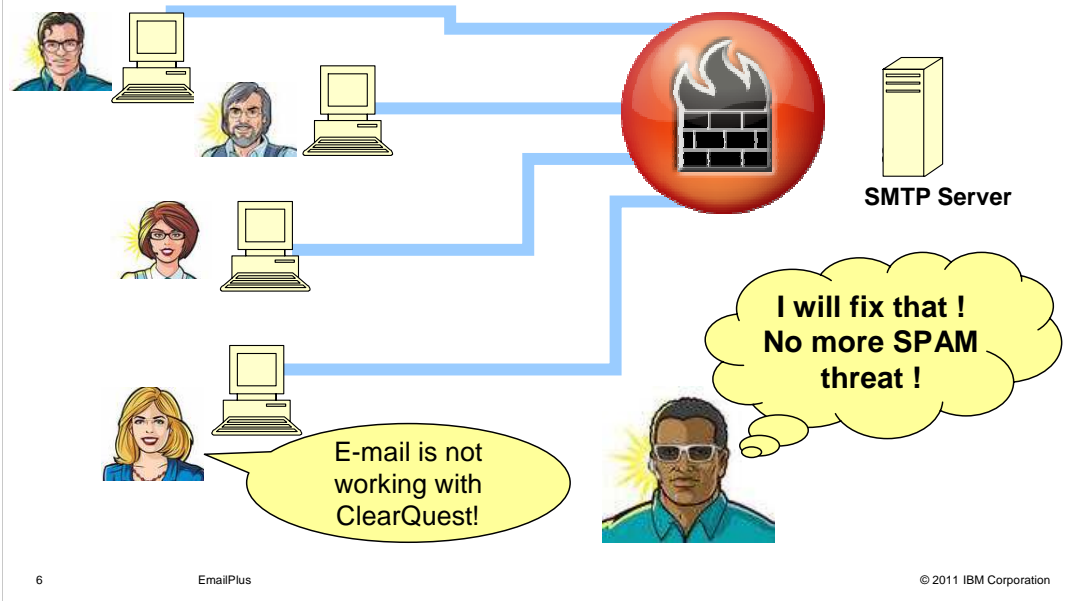 SMTP Server
I will fix that !
No more SPAM
threat !
E-mail is not
working with
ClearQuest!
6 EmailPlus © 2011 IBM Corporation